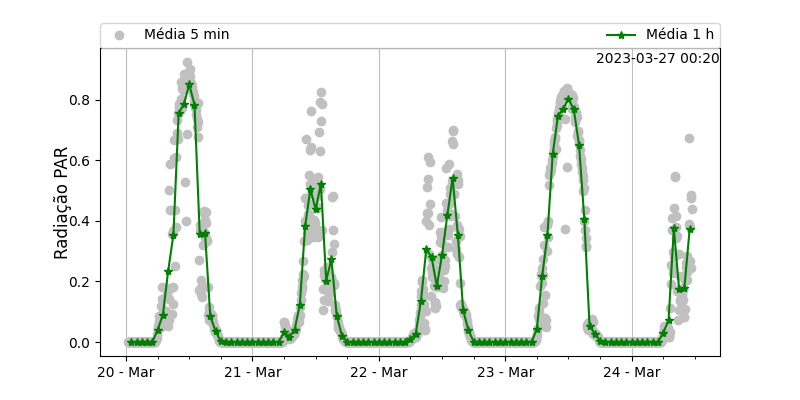 Média 5 min
Média 1 h
2023-03-27 00:20
Radiação PAR
0.8
0.6
0.4
0.2
0.0
20 - Mar
21 - Mar
22 - Mar
23 - Mar
24 - Mar